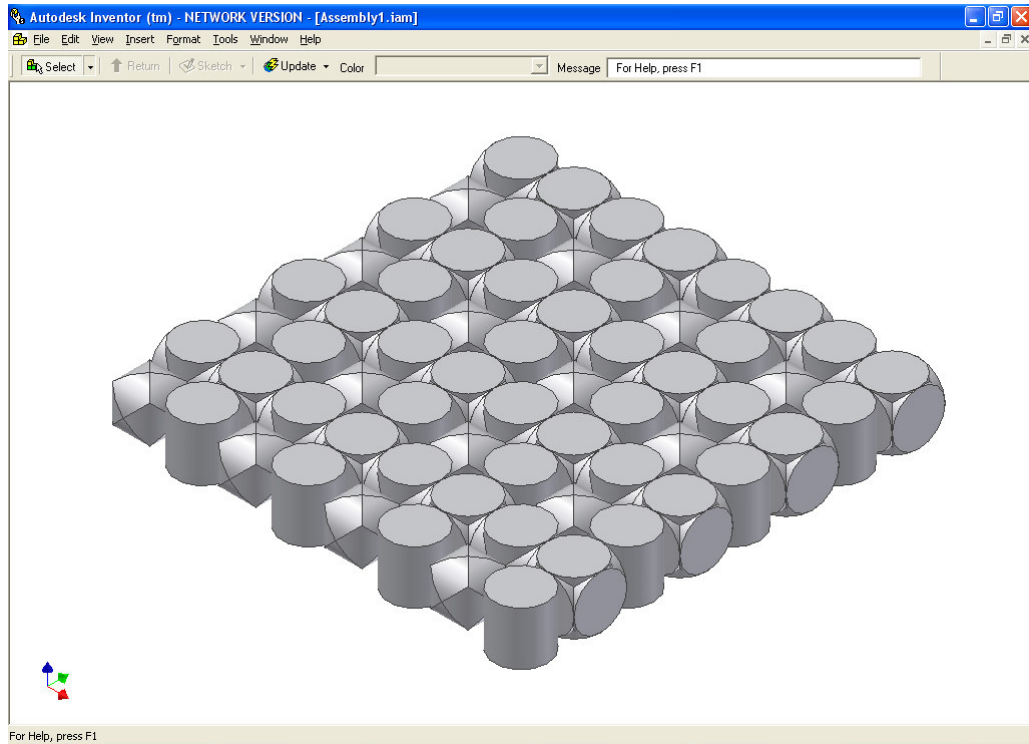 Autodesk Inventor (tm) - NETWORK VERSION - [Assembly1.iam]
File Edit View Insert Format Tools Window Help
Select Return Sketch Update Color Message For Help, press F1
For Help, press F1